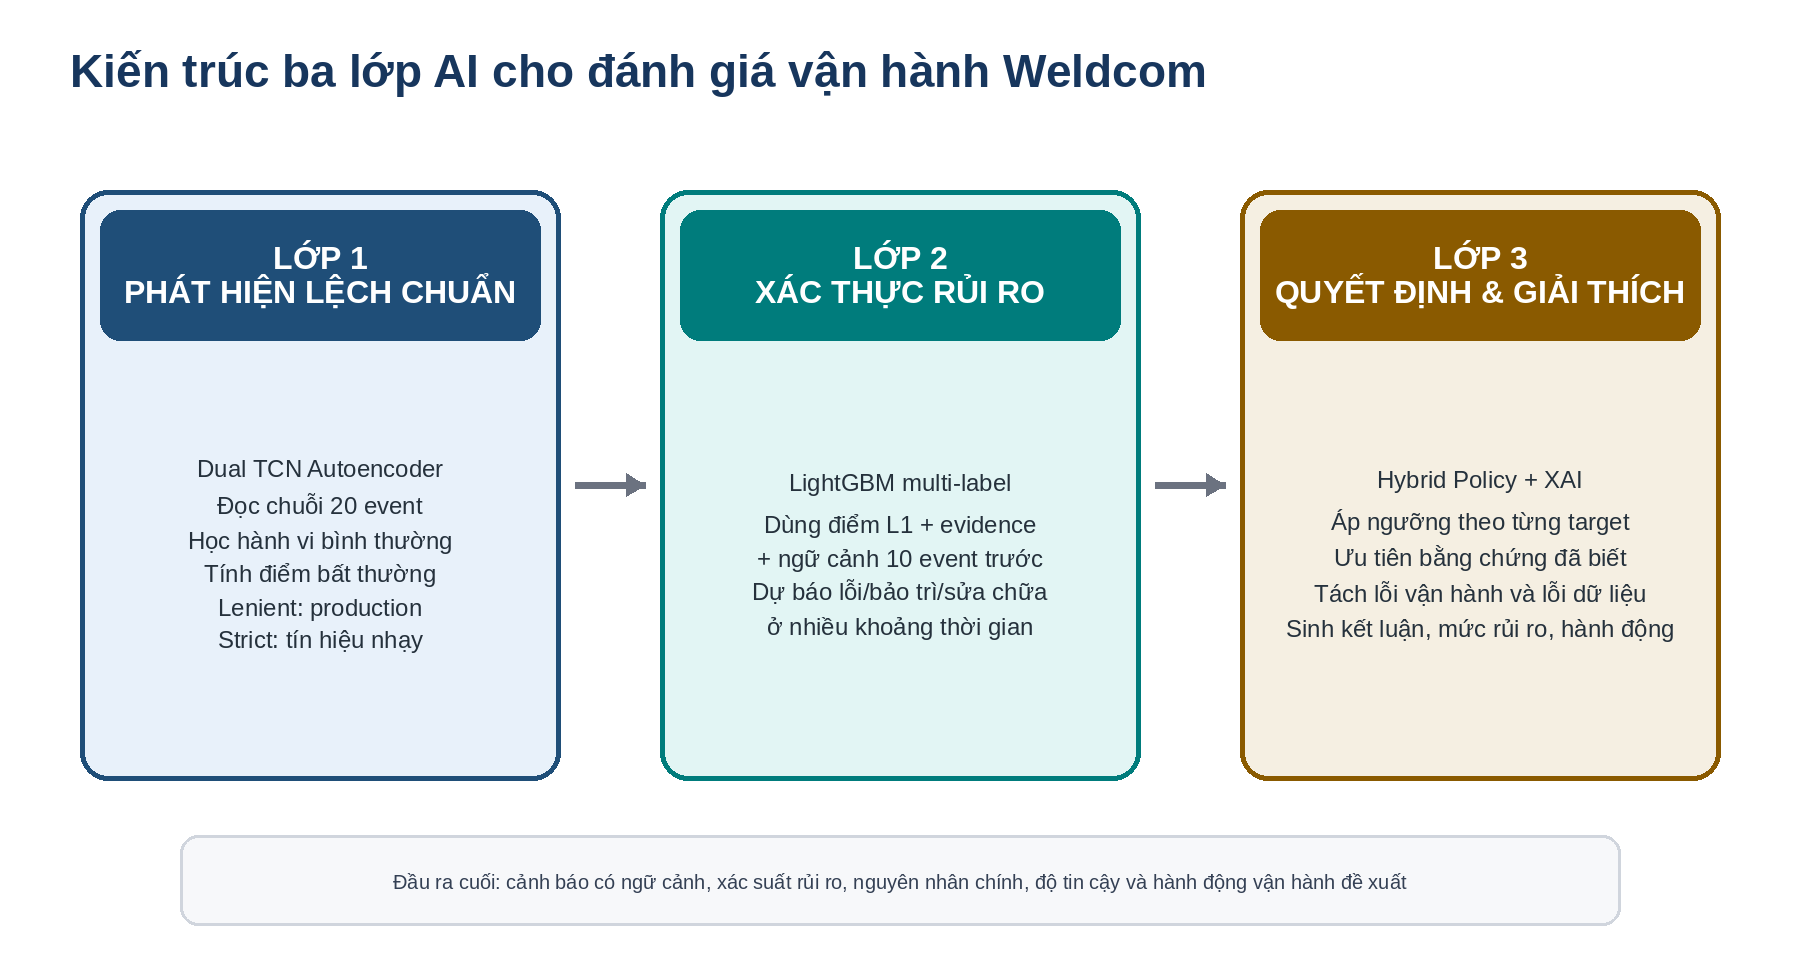 Kiến trúc ba lớp AI cho đánh giá vận hành Weldcom
LỚP 1
PHÁT HIỆN LỆCH CHUẨN
Dual TCN Autoencoder
Đọc chuỗi 20 event
Học hành vi bình thường
Tính điểm bất thường
Lenient: production
Strict: tín hiệu nhạy
LỚP 2
XÁC THỰC RỦI RO
LightGBM multi-label
Dùng điểm L1 + evidence
+ ngữ cảnh 10 event trước
Dự báo lỗi/bảo trì/sửa chữa
ở nhiều khoảng thời gian
LỚP 3
QUYẾT ĐỊNH & GIẢI THÍCH
Hybrid Policy + XAI
Áp ngưỡng theo từng target
Ưu tiên bằng chứng đã biết
Tách lỗi vận hành và lỗi dữ liệu
Sinh kết luận, mức rủi ro, hành động
Đầu ra cuối: cảnh báo có ngữ cảnh, xác suất rủi ro, nguyên nhân chính, độ tin cậy và hành động vận hành đề xuất